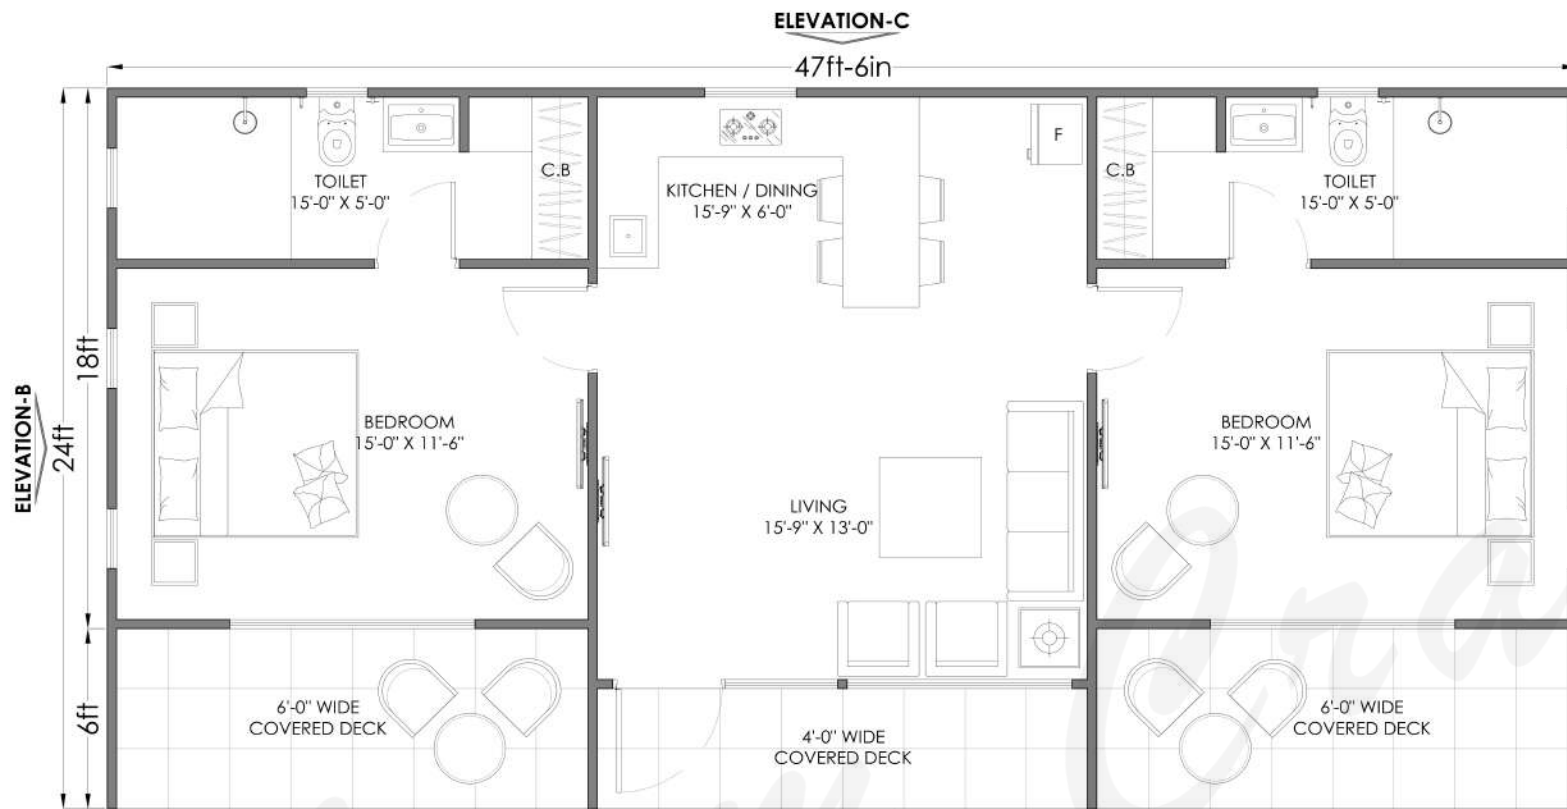 ELEVATION-C
47ft-6in
C.B
F
C.B
TOILET
15'-0" X 5'-0"
KITCHEN / DINING
15'-9" X 6'-0"
TOILET
15'-0" X 5'-0"
ELEVATION-B
24ft
18ft
BEDROOM
15'-0" X 11'-6"
BEDROOM
15'-0" X 11'-6"
LIVING
15'-9" X 13'-0"
6ft
6'-0" WIDE
COVERED DECK
4'-0" WIDE
COVERED DECK
6'-0" WIDE
COVERED DECK